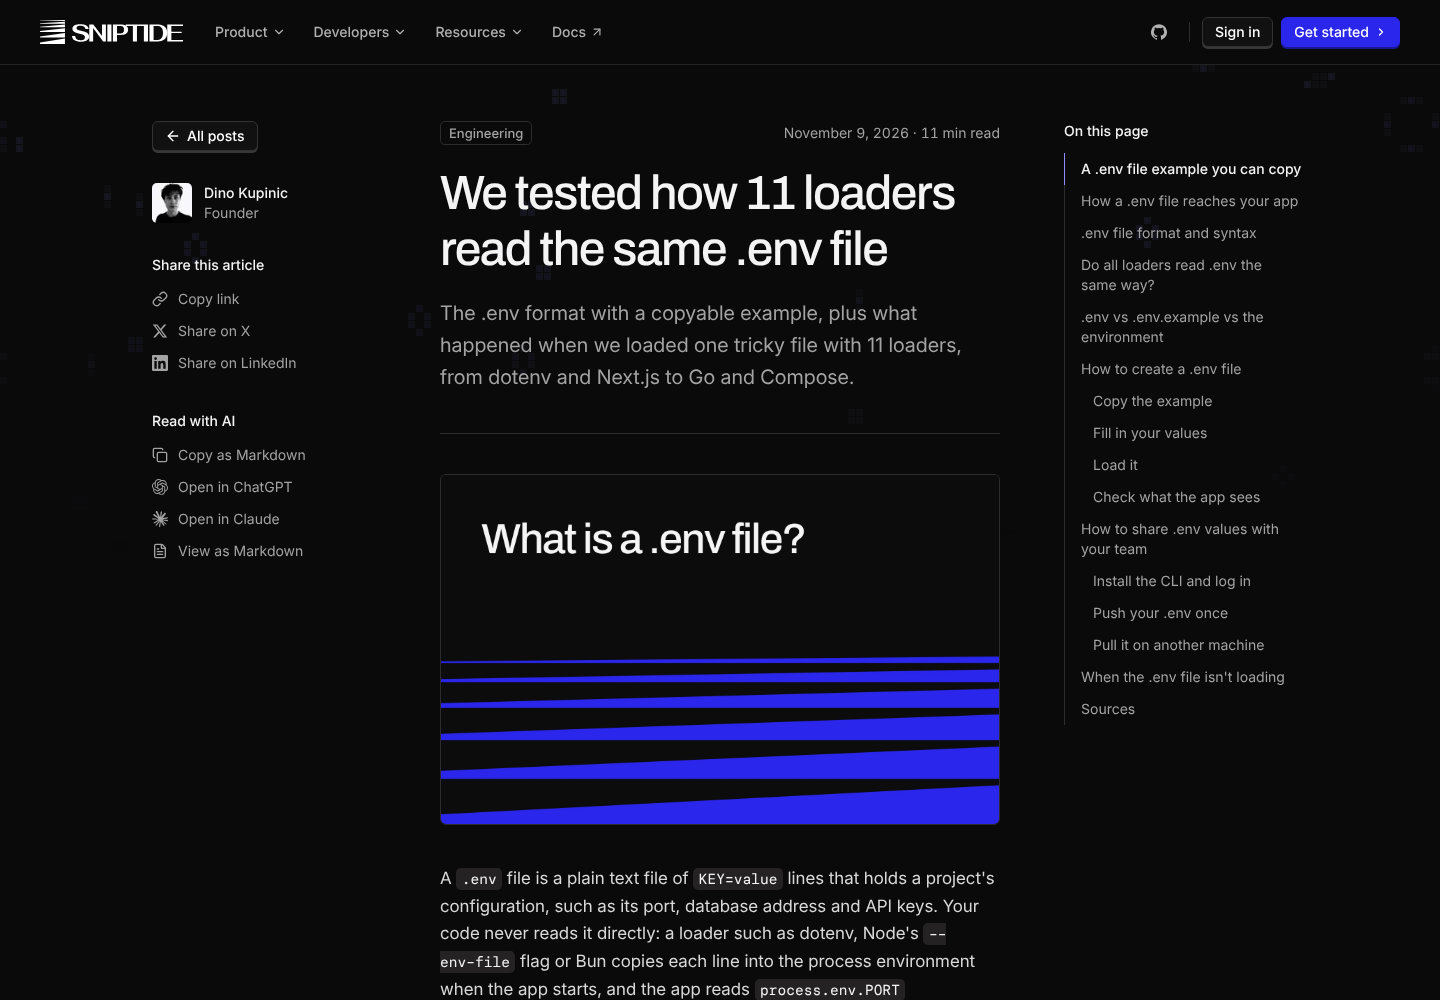 SNIPTIDE
Product
Developers
Resources
Docs
Sign in
Get started
All posts
Dino Kupinic
Founder
Share this article
Copy link
Share on X
Share on LinkedIn
Read with AI
Copy as Markdown
Open in ChatGPT
Open in Claude
View as Markdown
Engineering
November 9, 2026 · 11 min read
We tested how 11 loaders
read the same .env file
The .env format with a copyable example, plus what
happened when we loaded one tricky file with 11 loaders,
from dotenv and Next.js to Go and Compose.
What is a .env file?
A .env file is a plain text file of KEY=value lines that holds a project's
configuration, such as its port, database address and API keys. Your
code never reads it directly: a loader such as dotenv, Node's --
env-file flag or Bun copies each line into the process environment
when the app starts, and the app reads process.env.PORT
On this page
A .env file example you can copy
How a .env file reaches your app
.env file format and syntax
Do all loaders read .env the
same way?
.env vs .env.example vs the
environment
How to create a .env file
Copy the example
Fill in your values
Load it
Check what the app sees
How to share .env values with
your team
Install the CLI and log in
Push your .env once
Pull it on another machine
When the .env file isn't loading
Sources